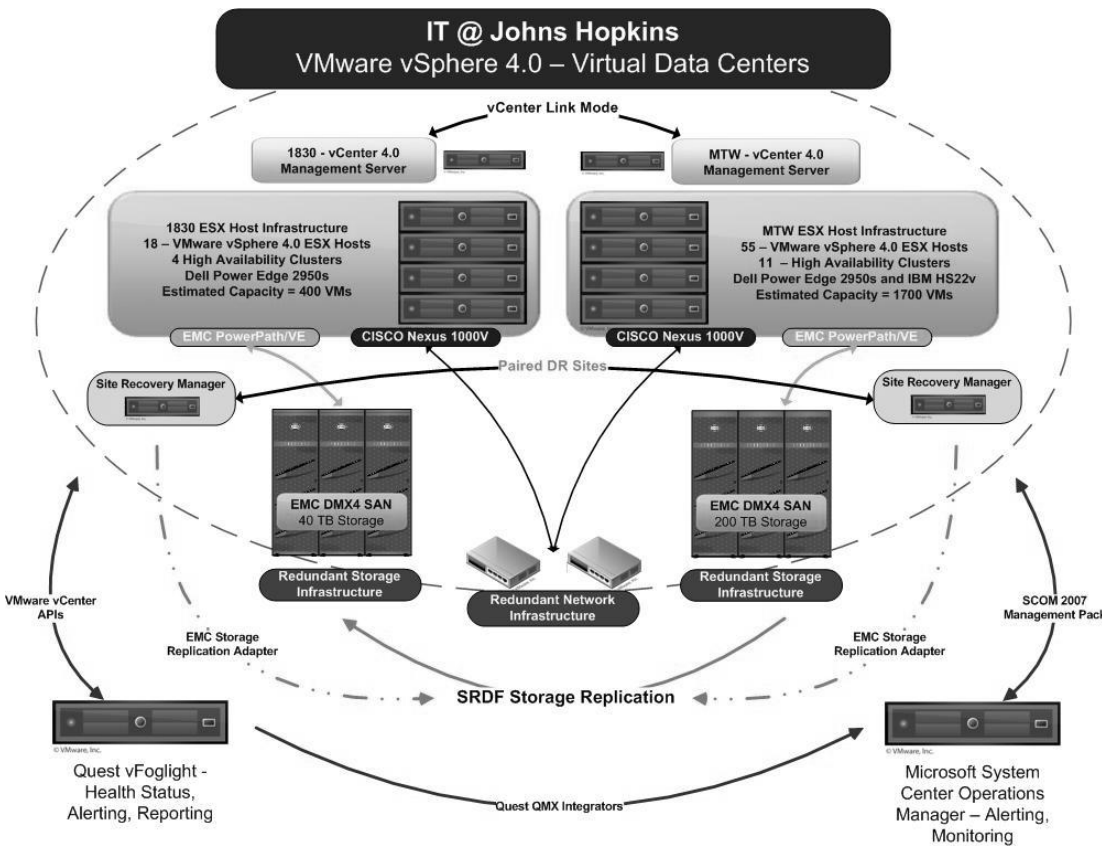 IT @ Johns Hopkins
VMware vSphere 4.0 – Virtual Data Centers
vCenter Link Mode
1830 - vCenter 4.0
Management Server
MTW - vCenter 4.0
Management Server
1830 ESX Host Infrastructure
18 – VMware vSphere 4.0 ESX Hosts
4 High Availability Clusters
Dell Power Edge 2950s
Estimated Capacity = 400 VMs
MTW ESX Host Infrastructure
55 – VMware vSphere 4.0 ESX Hosts
11 – High Availability Clusters
Dell Power Edge 2950s and IBM HS22v
Estimated Capacity = 1700 VMs
EMC PowerPath/VE
CISCO Nexus 1000V
CISCO Nexus 1000V
EMC PowerPath/VE
Paired DR Sites
Site Recovery Manager
Site Recovery Manager
EMC DMX4 SAN
40 TB Storage
EMC DMX4 SAN
200 TB Storage
Redundant Storage
Infrastructure
Redundant Network
Infrastructure
Redundant Storage
Infrastructure
VMware vCenter
APIs
SCOM 2007
Management Pack
EMC Storage
Replication Adapter
EMC Storage
Replication Adapter
SRDF Storage Replication
© VMware, Inc.
© VMware, Inc.
Quest vFoglight -
Health Status,
Alerting, Reporting
Quest QMX Integrators
Microsoft System
Center Operations
Manager – Alerting,
Monitoring